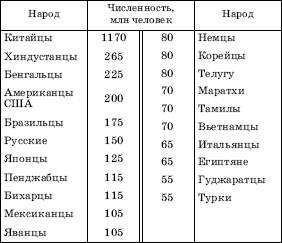 Народ Численность, млн человек Народ
Китайцы 1170 80 Немцы
Хиндустанцы 265 80 Корейцы
Бенгальцы 225 80 Телугу
Американцы США 200 70 Маратхи
70 Тамилы
Бразильцы 175 70 Вьетнамцы
Русские 150 65 Итальянцы
Японцы 125 65 Египтяне
Пенджабцы 115 55 Гуджаратцы
Бихарцы 115 55 Турки
Мексиканцы 105
Яванцы 105